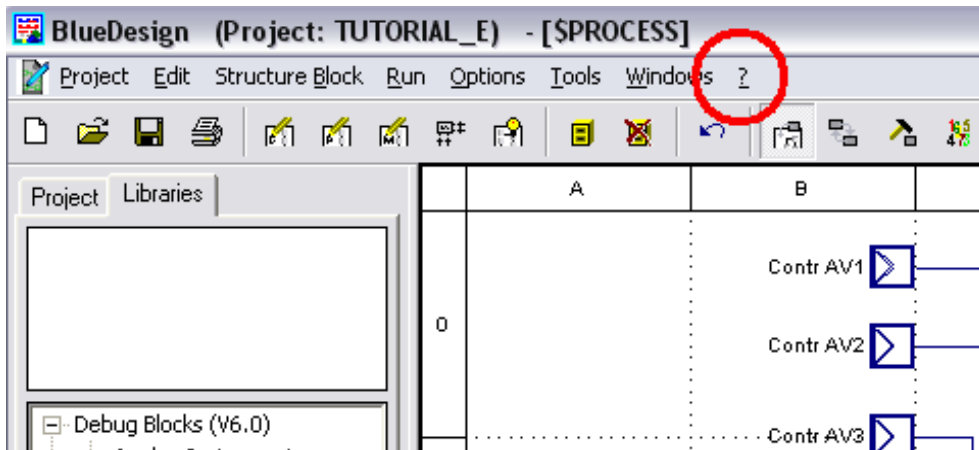 BlueDesign (Project: TUTORIAL_E) - [$PROCESS]
Project Edit Structure Block Run Options Tools Windows ?
Project Libraries
A B
Contr AV1
0
Contr AV2
Debug Blocks (V6.0)
Contr AV3